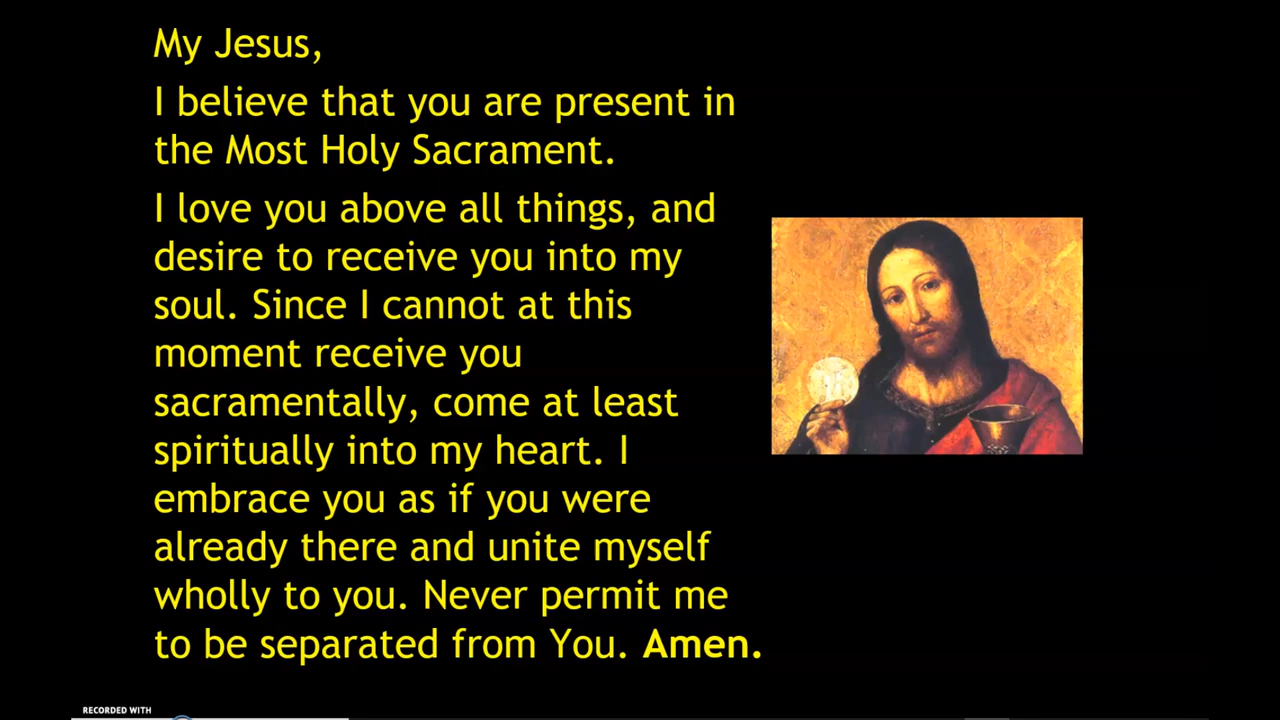 My Jesus,
I believe that you are present in
the Most Holy Sacrament.
I love you above all things, and
desire to receive you into my
soul. Since I cannot at this
moment receive you
sacramentally, come at least
spiritually into my heart. I
embrace you as if you were
already there and unite myself
wholly to you. Never permit me
to be separated from You. Amen.
RECORDED WITH